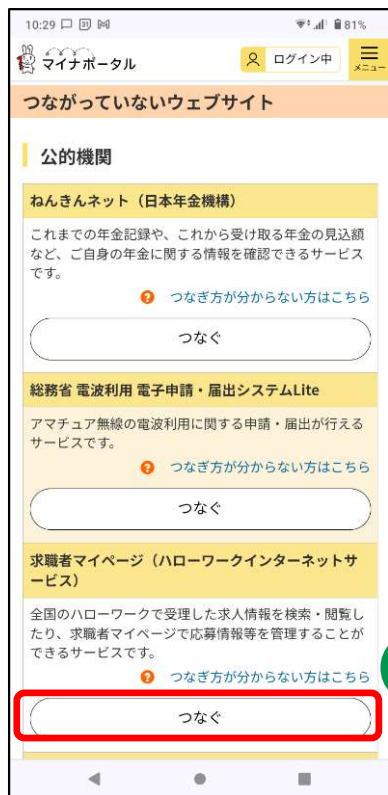 10:29 31 81%
マイナポータル ログイン中 メニュー
つながっていないウェブサイト
公的機関
ねんきんネット（日本年金機構）
これまでの年金記録や、これから受け取る年金の見込額
など、ご自身の年金に関する情報を確認できるサービス
です。
? つなぎ方が分からない方はこちら
つなぐ
総務省 電波利用 電子申請・届出システムLite
アマチュア無線の電波利用に関する申請・届出が行える
サービスです。
? つなぎ方が分からない方はこちら
つなぐ
求職者マイページ（ハローワークインターネットサ
ービス）
全国のハローワークで受理した求人情報を検索・閲覧し
たり、求職者マイページで応募情報等を管理することが
できるサービスです。
? つなぎ方が分からない方はこちら
つなぐ